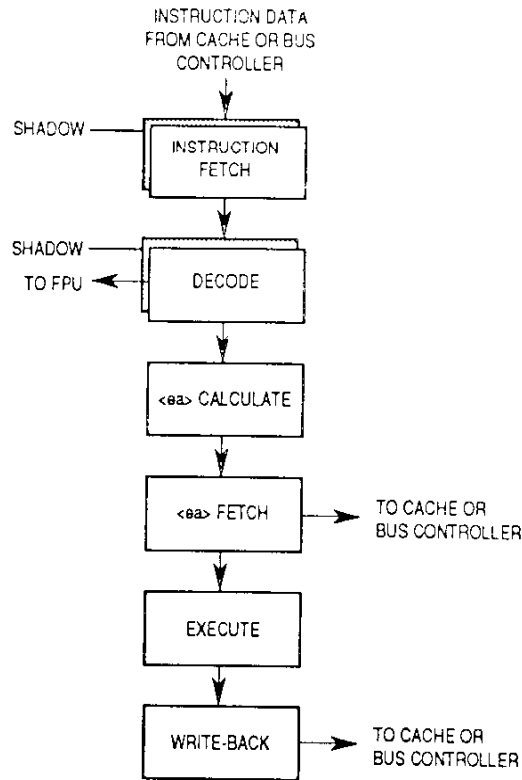 INSTRUCTION DATA
FROM CACHE OR BUS
CONTROLLER
SHADOW
INSTRUCTION
FETCH
SHADOW
TO FPU
DECODE
<ea> CALCULATE
<ea> FETCH
TO CACHE OR
BUS CONTROLLER
EXECUTE
WRITE-BACK
TO CACHE OR
BUS CONTROLLER